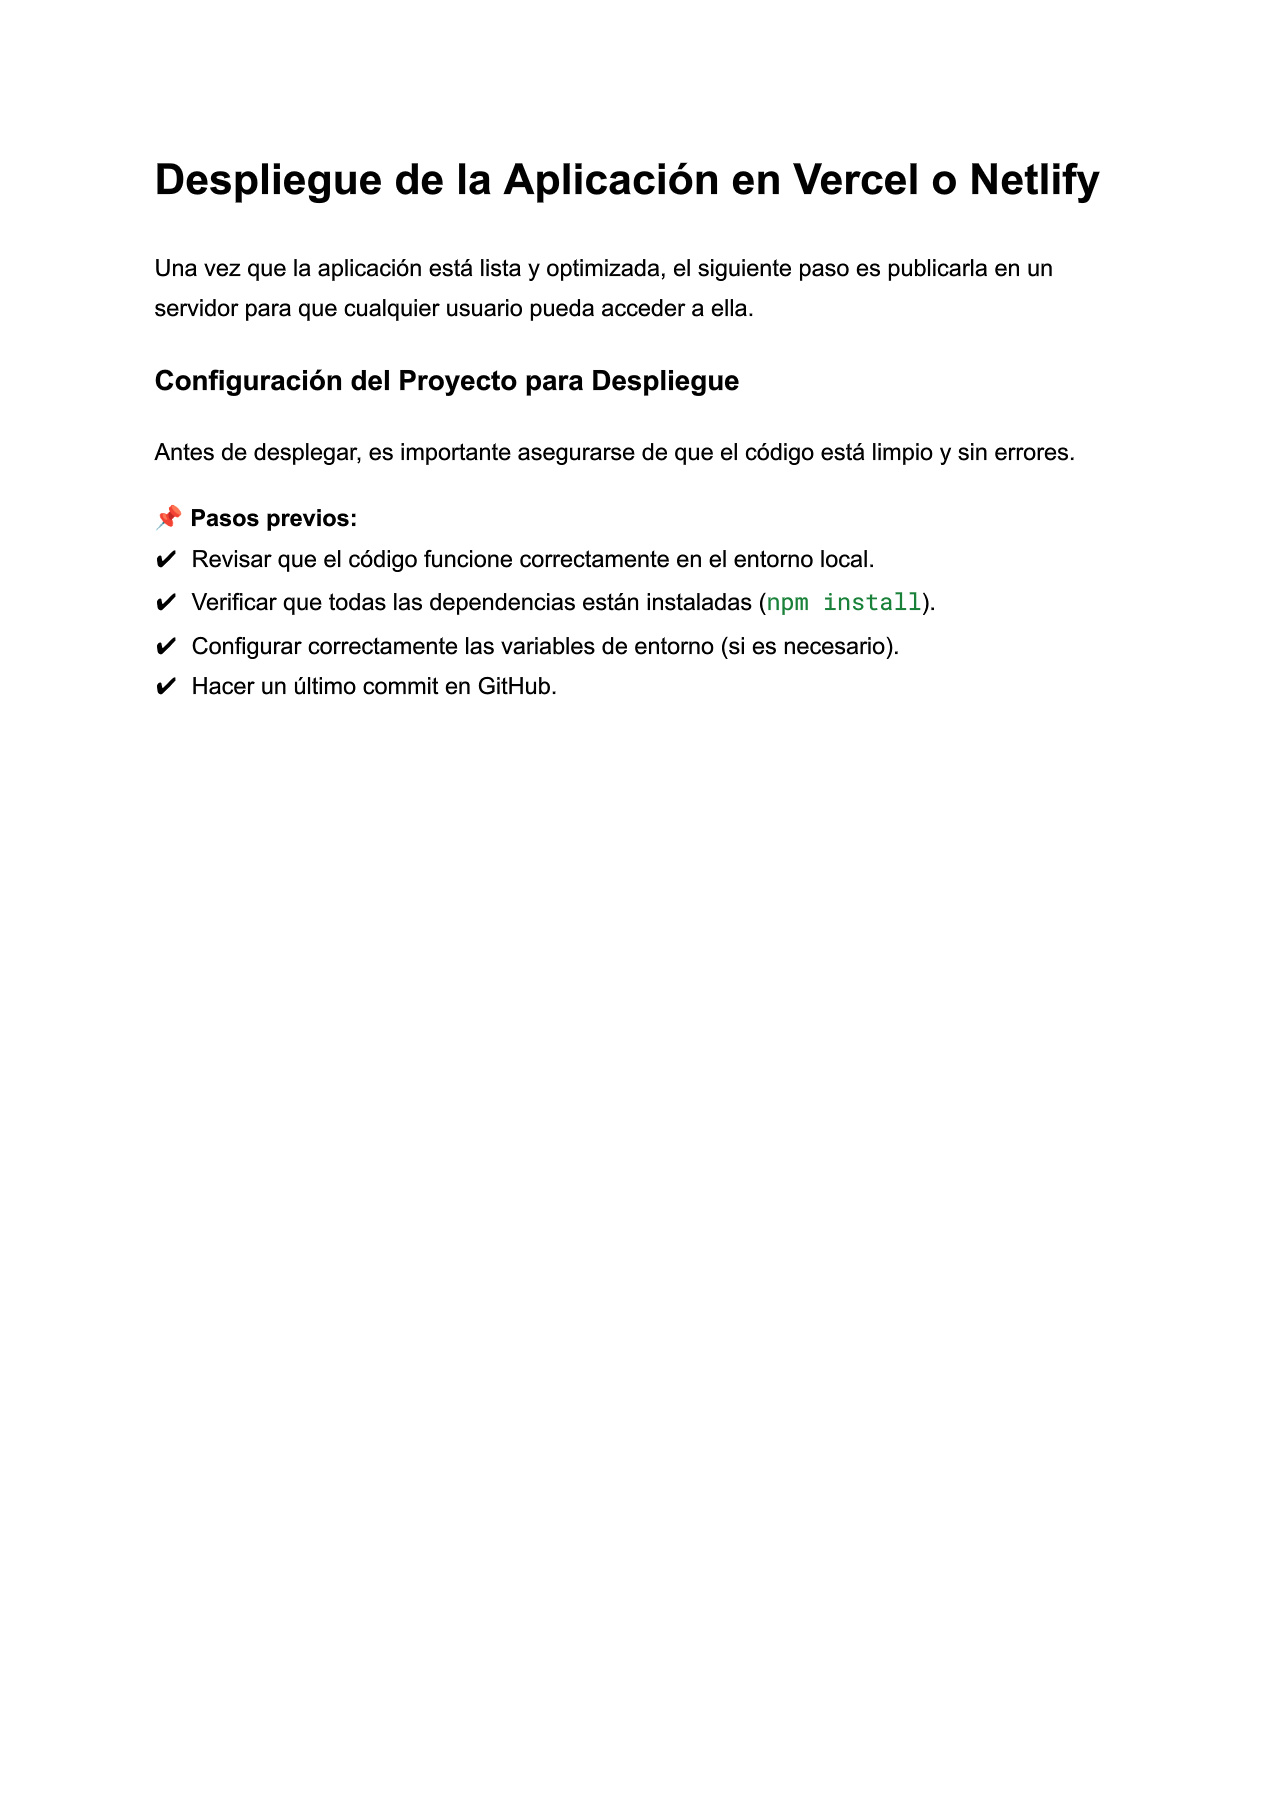 Despliegue de la Aplicación en Vercel o Netlify
Una vez que la aplicación está lista y optimizada, el siguiente paso es publicarla en un
servidor para que cualquier usuario pueda acceder a ella.
Configuración del Proyecto para Despliegue
Antes de desplegar, es importante asegurarse de que el código está limpio y sin errores.
📌 Pasos previos:
✔ Revisar que el código funcione correctamente en el entorno local.
✔ Verificar que todas las dependencias están instaladas (npm install).
✔ Configurar correctamente las variables de entorno (si es necesario).
✔ Hacer un último commit en GitHub.